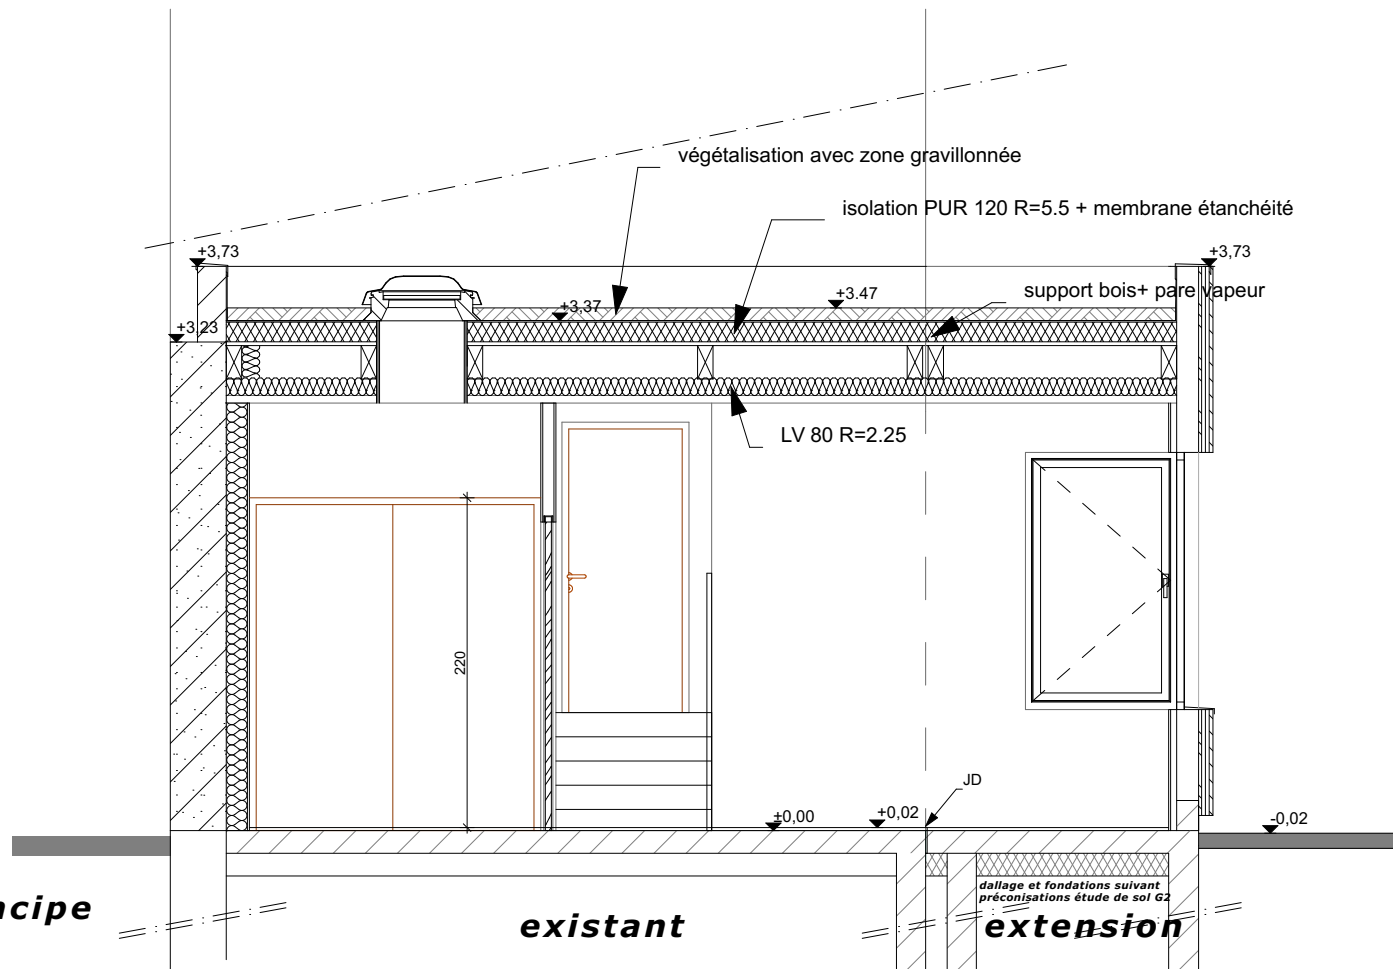 végétalisation avec zone gravillonnée
isolation PUR 120 R=5.5 + membrane étanchéité
+3,73
+3,73
support bois+ pare vapeur
+3.47
+3,37
+3,23
LV 80 R=2.25
220
JD
±0,00
+0,02
-0,02
dallage et fondations suivant
préconisations étude de sol G2
ncipe
existant
extension